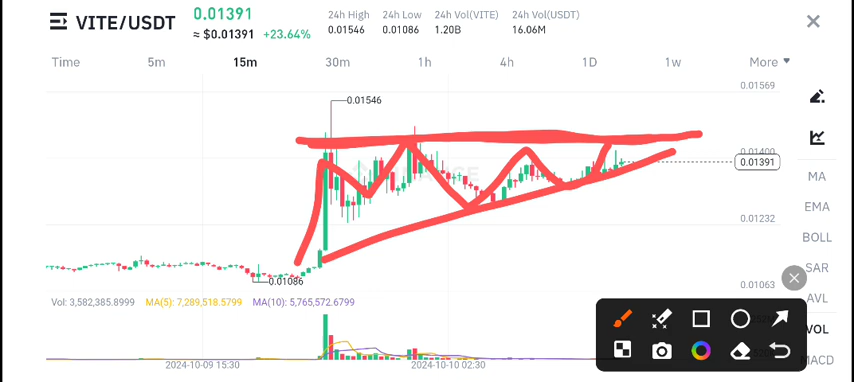 VITE/USDT
0.01391
≈ $0.01391 +23.64%
24h High 24h Low 24h Vol(VITE) 24h Vol(USDT)
0.01546 0.01086 1.20B 16.06M
Time 5m 15m 30m 1h 4h 1D 1w More
0.01569
0.01546
0.01400
0.01391
MA
EMA
0.01232
BOLL
SAR
0.01086
0.01063
AVL
Vol: 3,582,385.8999 MA(5): 7,289,518.5799 MA(10): 5,765,572.6799
VOL
MACD
2024-10-09 15:30 2024-10-10 02:30